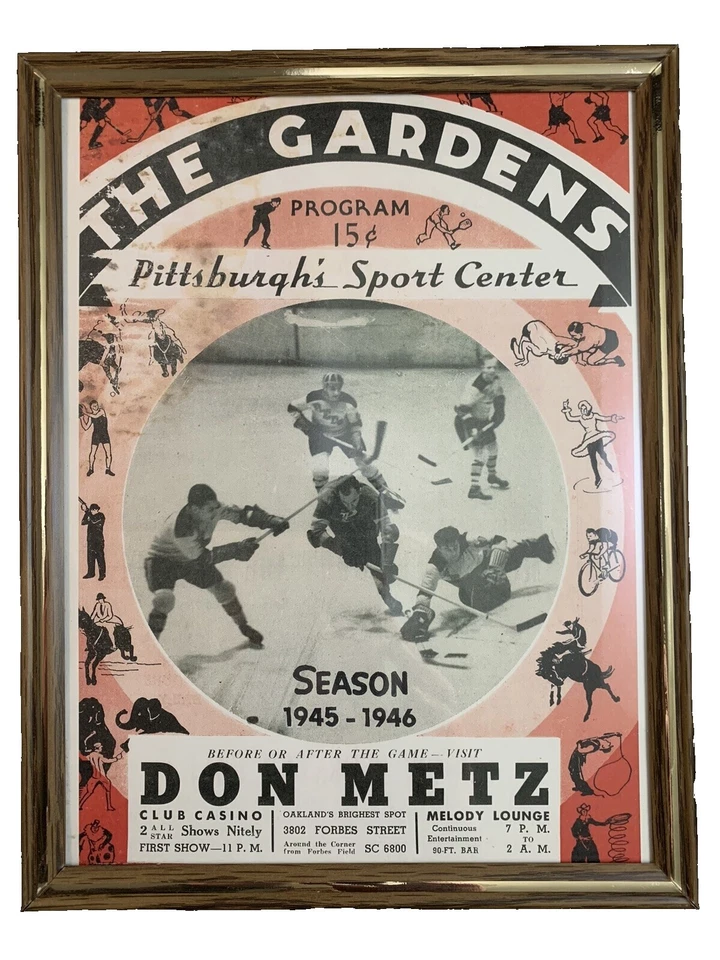 THE GARDENS
PROGRAM
15¢
Pittsburgh's Sport Center
SEASON
1945-1946
BEFORE OR AFTER THE GAME—VISIT
DON METZ
CLUB CASINO
2 ALL STAR Shows Nitely
FIRST SHOW—11 P. M.
OAKLAND'S BRIGHEST SPOT
3802 FORBES STREET
Around the Corner
from Forbes Field SC 6800
MELODY LOUNGE
Continuous 7 P. M.
Entertainment TO
90-FT. BAR 2 A. M.